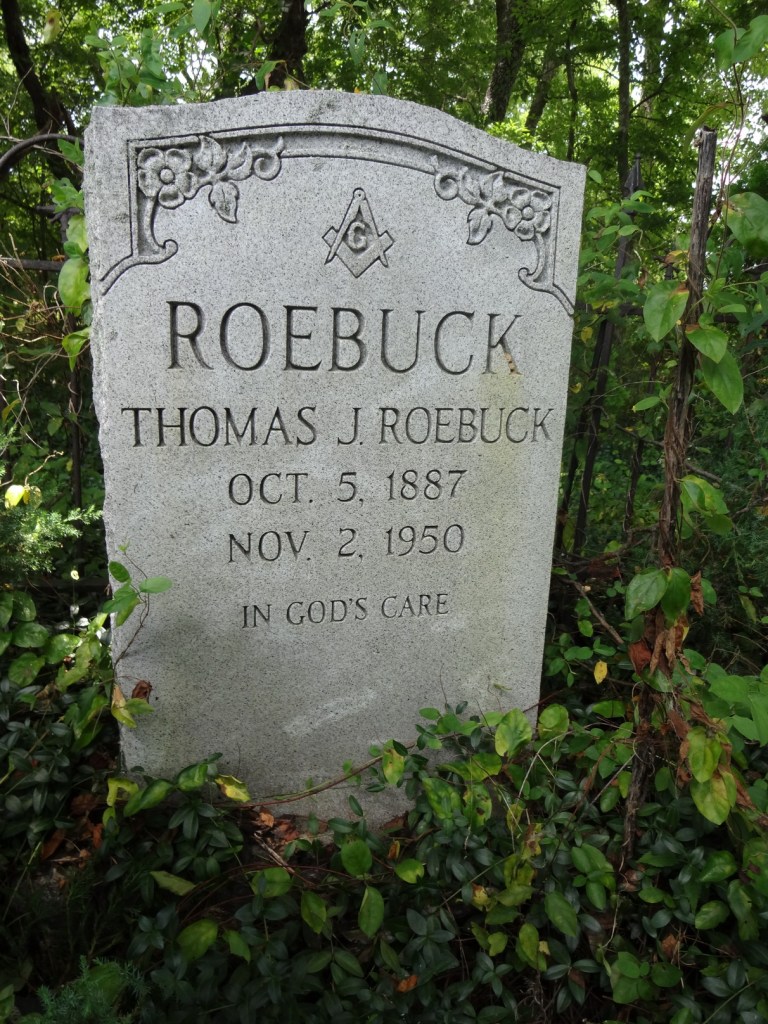 G
ROEBUCK
THOMAS J. ROEBUCK
OCT. 5, 1887
NOV. 2, 1950
IN GOD'S CARE